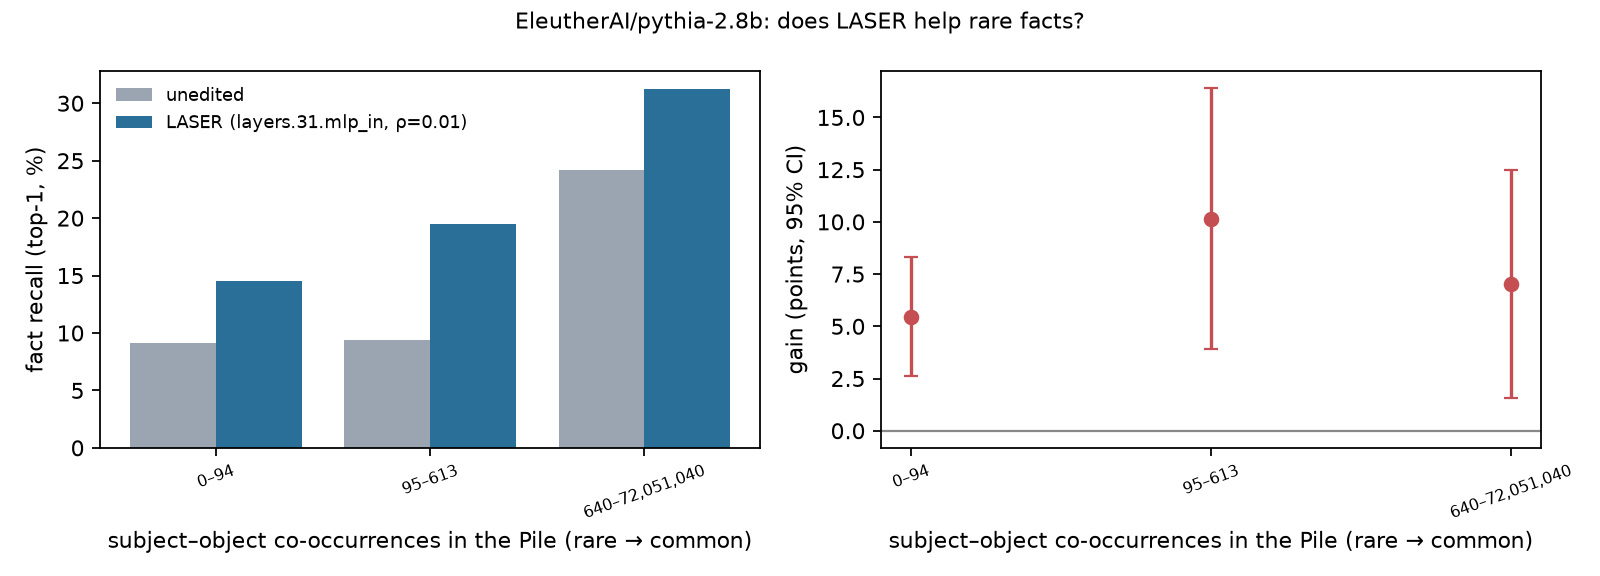 EleutherAI/pythia-2.8b: does LASER help rare facts?
fact recall (top-1, %)
30
25
20
15
10
5
0
unedited
LASER (layers.31.mlp_in, ρ=0.01)
0–94
95–613
640–72,051,040
subject–object co-occurrences in the Pile (rare → common)
gain (points, 95% CI)
15.0
12.5
10.0
7.5
5.0
2.5
0.0
0–94
95–613
640–72,051,040
subject–object co-occurrences in the Pile (rare → common)